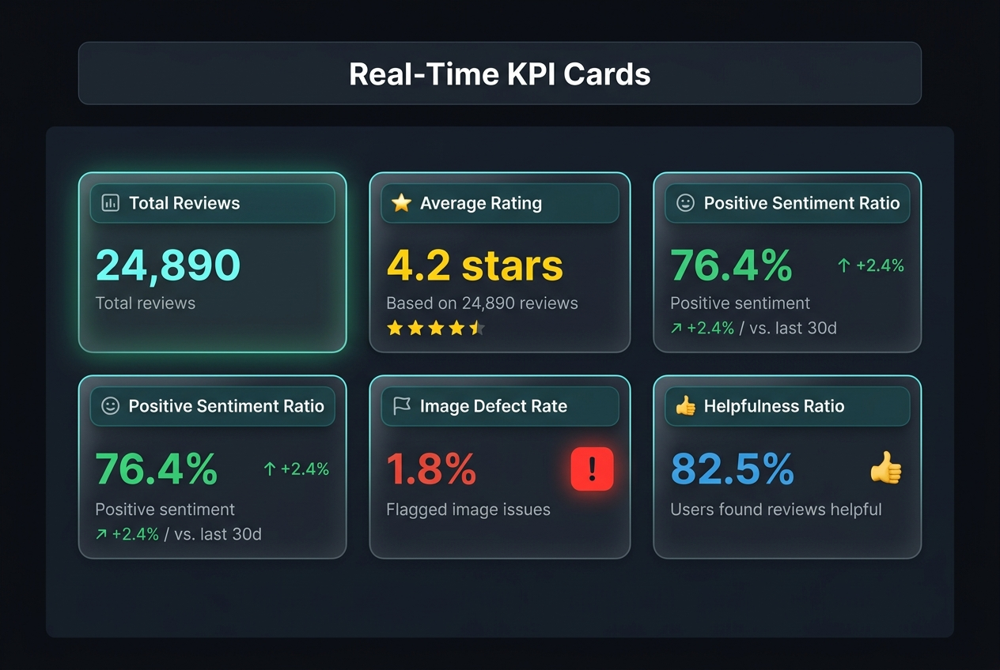 Real-Time KPI Cards
Total Reviews
24,890
Total reviews
Average Rating
4.2 stars
Based on 24,890 reviews
Positive Sentiment Ratio
76.4% ↑ +2.4%
Positive sentiment
↗ +2.4% / vs. last 30d
Positive Sentiment Ratio
76.4% ↑ +2.4%
Positive sentiment
↗ +2.4% / vs. last 30d
Image Defect Rate
1.8% !
Flagged image issues
Helpfulness Ratio
82.5%
Users found reviews helpful